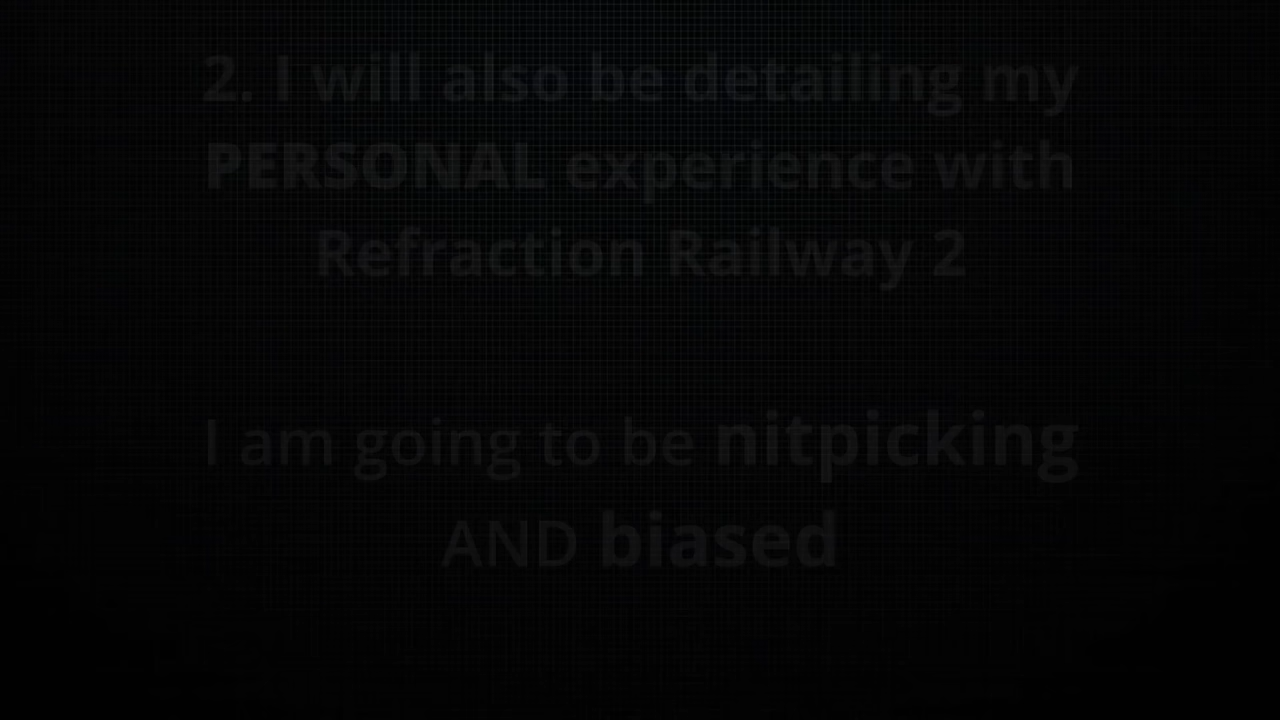 2. I will also be detailing my
PERSONAL experience with
Refraction Railway 2
I am going to be nitpicking
AND biased